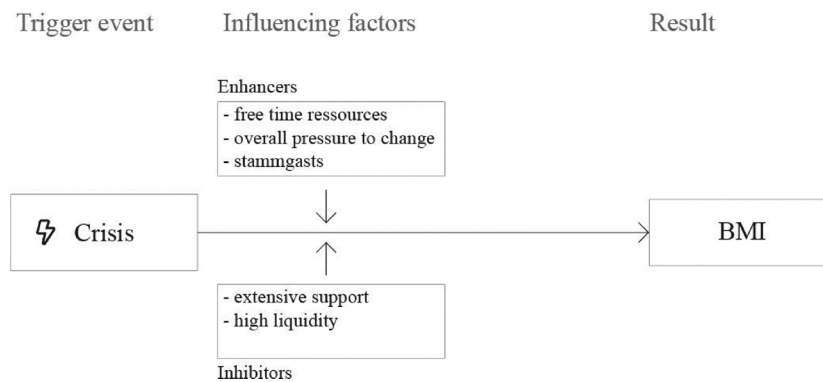 Trigger event
Influencing factors
Result
Enhancers
- free time ressources
- overall pressure to change
- stammgasts
Crisis
BMI
- extensive support
- high liquidity
Inhibitors